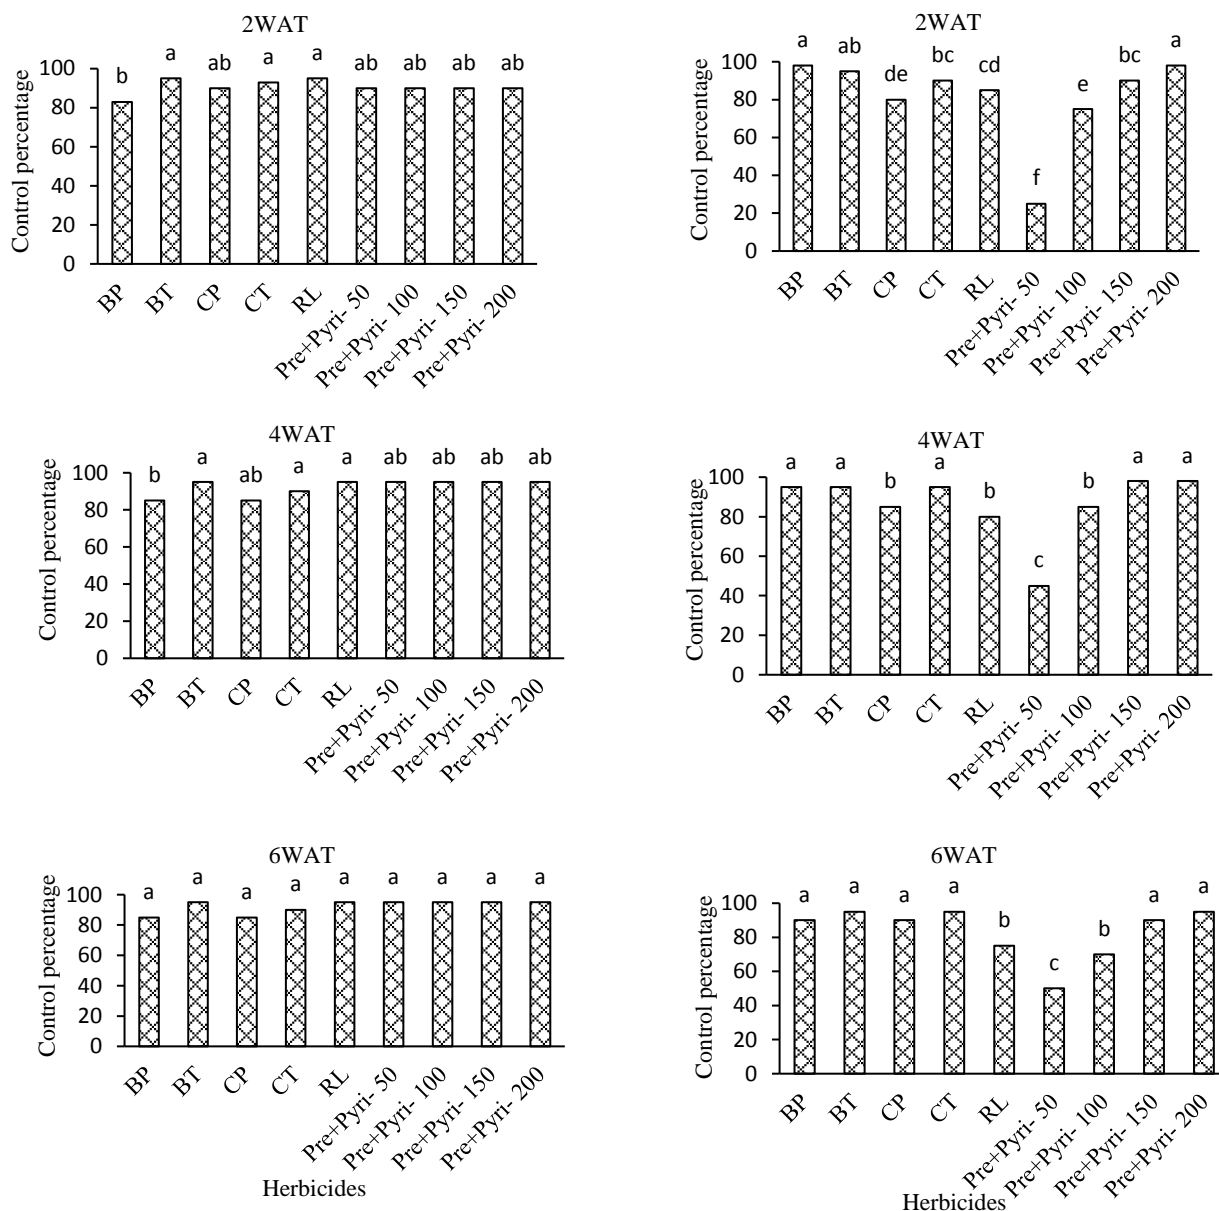 2WAT
b a ab a a ab ab ab ab
100
80
60
40
20
0
Control percentage
BP BT CP CT RL Pre+Pyri- 50 Pre+Pyri- 100 Pre+Pyri- 150 Pre+Pyri- 200
2WAT
a ab de bc cd f e bc a
100
80
60
40
20
0
Control percentage
BP BT CP CT RL Pre+Pyri- 50 Pre+Pyri- 100 Pre+Pyri- 150 Pre+Pyri- 200
4WAT
b a ab a a ab ab ab ab
100
80
60
40
20
0
Control percentage
BP BT CP CT RL Pre+Pyri- 50 Pre+Pyri- 100 Pre+Pyri- 150 Pre+Pyri- 200
4WAT
a a b a b c b a a
100
80
60
40
20
0
Control percentage
BP BT CP CT RL Pre+Pyri- 50 Pre+Pyri- 100 Pre+Pyri- 150 Pre+Pyri- 200
6WAT
a a a a a a a a a
100
80
60
40
20
0
Control percentage
BP BT CP CT RL Pre+Pyri- 50 Pre+Pyri- 100 Pre+Pyri- 150 Pre+Pyri- 200
Herbicides
6WAT
a a a a b c b a a
100
80
60
40
20
0
Control percentage
BP BT CP CT RL Pre+Pyri- 50 Pre+Pyri- 100 Pre+Pyri- 150 Pre+Pyri- 200
Herbicides